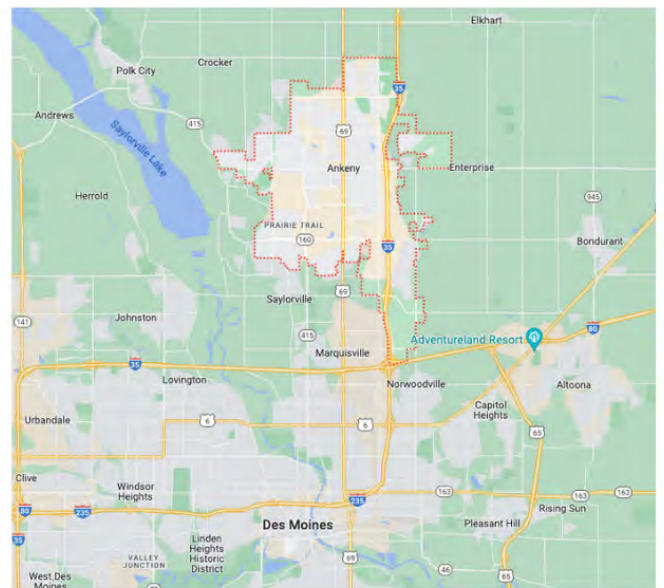 Elkhart
Crocker
Polk City
35
Andrews
415
69
Saylorville Lake
Ankeny
Enterprise
Herrold
945
PRAIRIE TRAIL
160
35
Bondurant
Saylorville
69
141
Johnston
415
80
Adventureland Resort
Marquisville
35
Lovington
Norwoodville
Altoona
Capitol
Heights
Urbandale
6
6
65
Clive
Windsor
Heights
235
163
163
163
80
235
Rising Sun
Des Moines
Pleasant Hill
35
Linden
Heights
Historic
District
VALLEY
JUNCTION
69
46
65
West Des
Moines